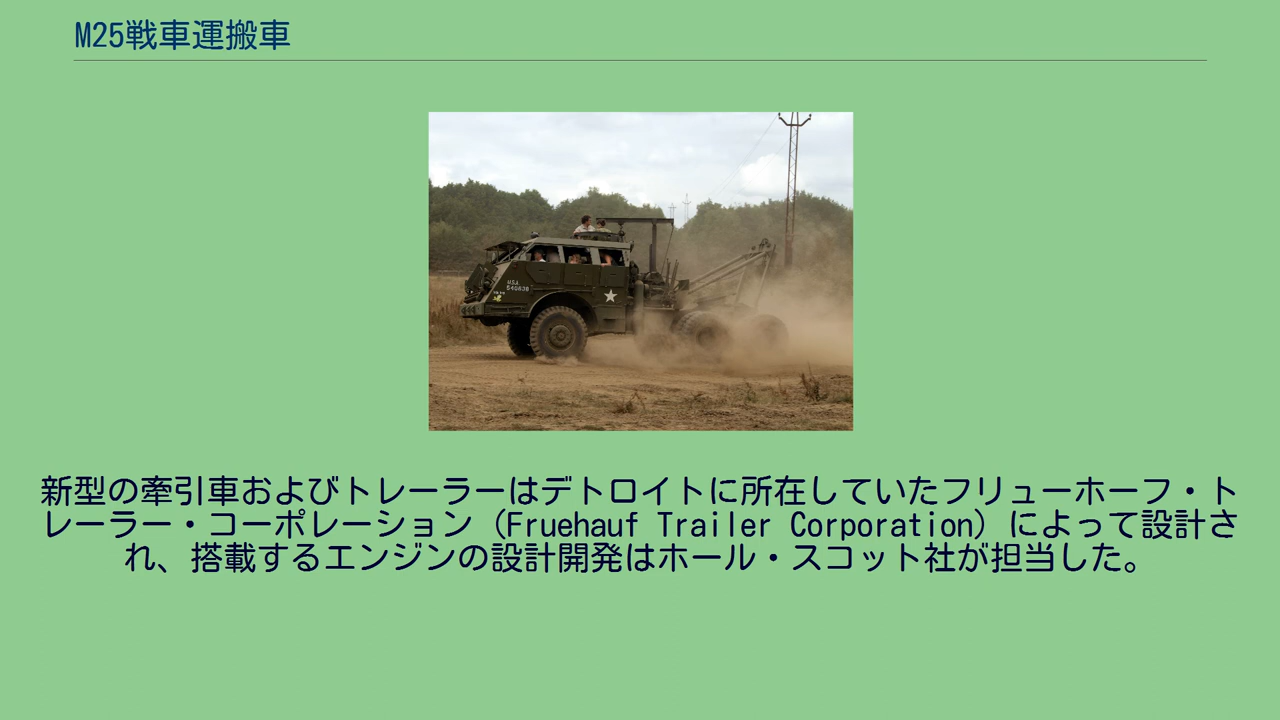 M25戦車運搬車
U.S.A.
540638
新型の牽引車およびトレーラーはデトロイトに所在していたフリューホーフ・ト
レーラー・コーポレーション（Fruehauf Trailer Corporation）によって設計さ
れ、搭載するエンジンの設計開発はホール・スコット社が担当した。